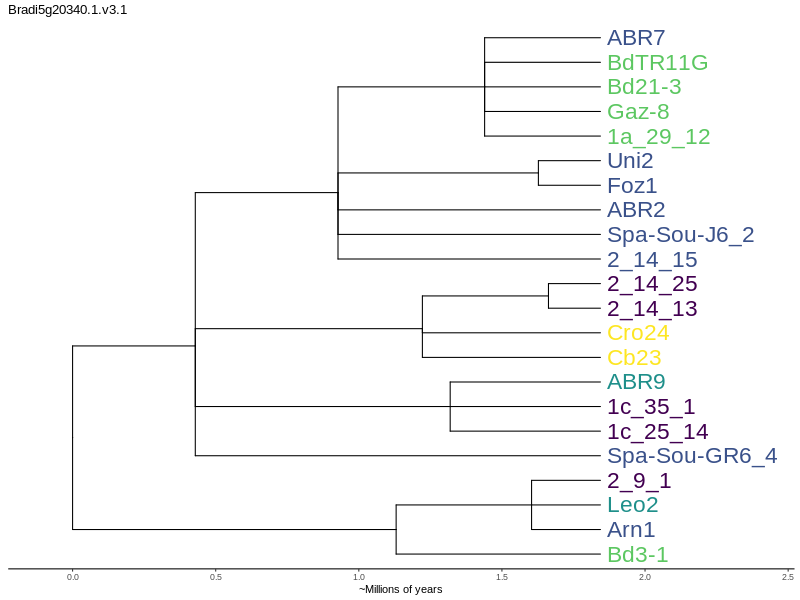 Bradi5g20340.1.v3.1
ABR7
BdTR11G
Bd21-3
Gaz-8
1a_29_12
Uni2
Foz1
ABR2
Spa-Sou-J6_2
2_14_15
2_14_25
2_14_13
Cro24
Cb23
ABR9
1c_35_1
1c_25_14
Spa-Sou-GR6_4
2_9_1
Leo2
Arn1
Bd3-1
0.0 0.5 1.0 1.5 2.0 2.5
~Millions of years